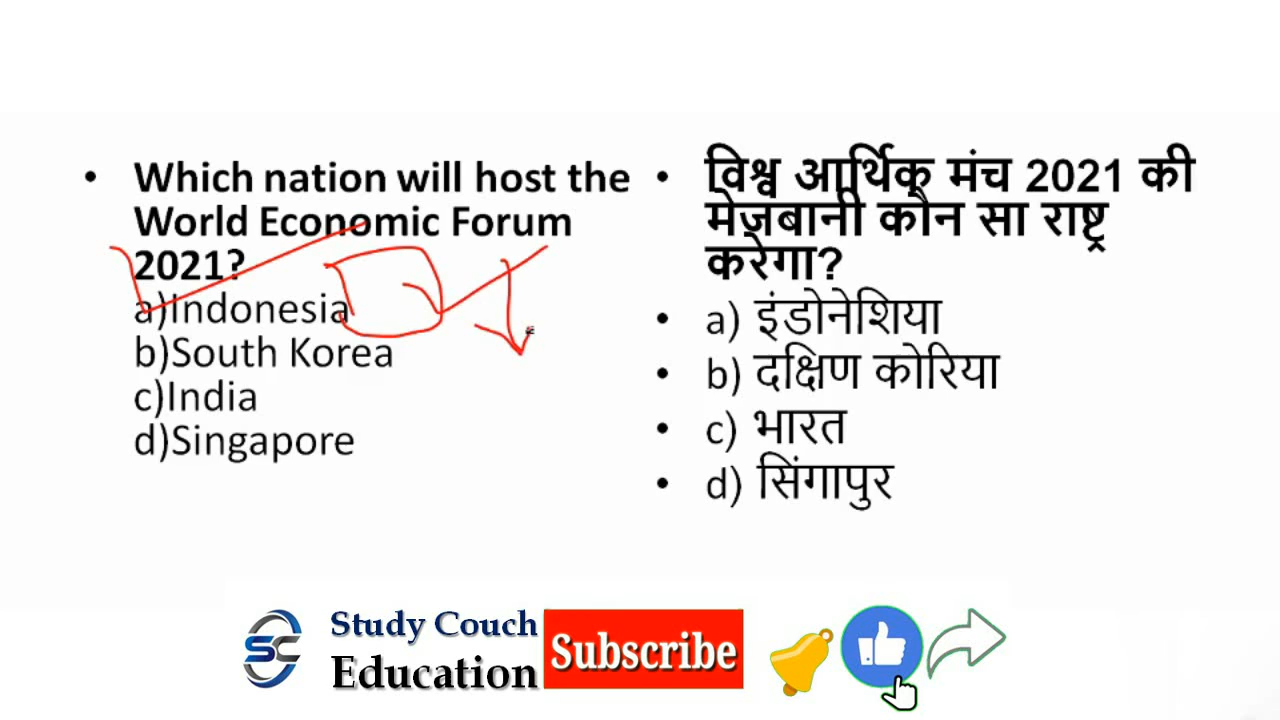 • Which nation will host the
World Economic Forum
2021?
a)Indonesia
b)South Korea
c)India
d)Singapore
• विश्व आर्थिक मंच 2021 की
मेजबानी कौन सा राष्ट्र
करेगा?
• a) इंडोनेशिया
• b) दक्षिण कोरिया
• c) भारत
• d) सिंगापुर
SC
Study Couch
Education
Subscribe